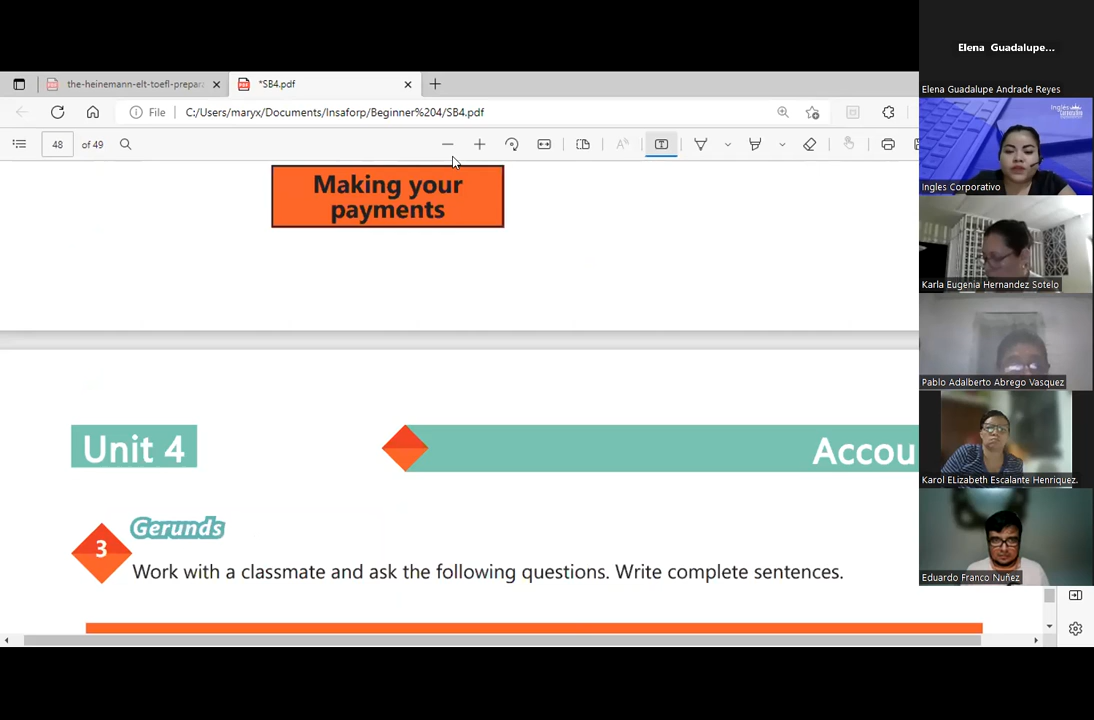 Elena Guadalupe...
the-heinemann-elt-toefl-prepar
*SB4.pdf
Elena Guadalupe Andrade Reyes
File
C:/Users/maryx/Documents/Insaforp/Beginner%204/SB4.pdf
48
of 49
Making your
payments
Ingles Corporativo
Karla Eugenia Hernandez Sotelo
Pablo Adalberto Abrego Vasquez
Unit 4
Accou
Karol ELizabeth Escalante Henriquez.
3
Gerunds
Work with a classmate and ask the following questions. Write complete sentences.
Eduardo Franco Nuñez